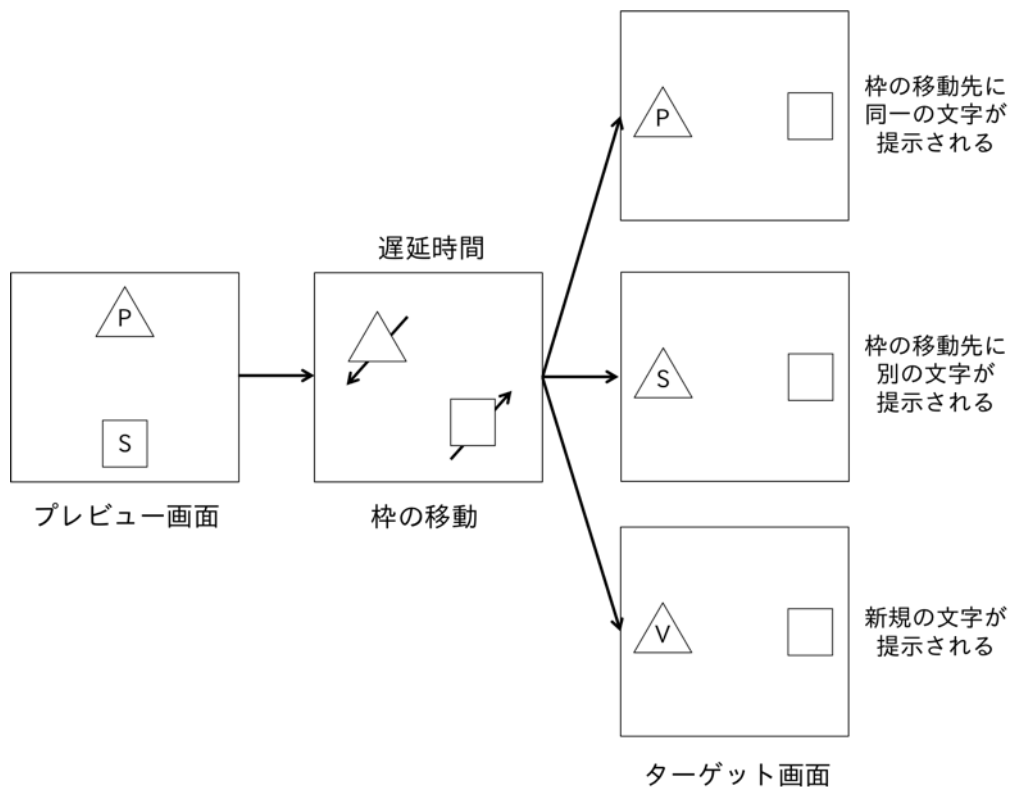 P
S
プレビュー画面
遅延時間
枠の移動
P
枠の移動先に
同一の文字が
提示される
S
枠の移動先に
別の文字が
提示される
V
新規の文字が
提示される
ターゲット画面